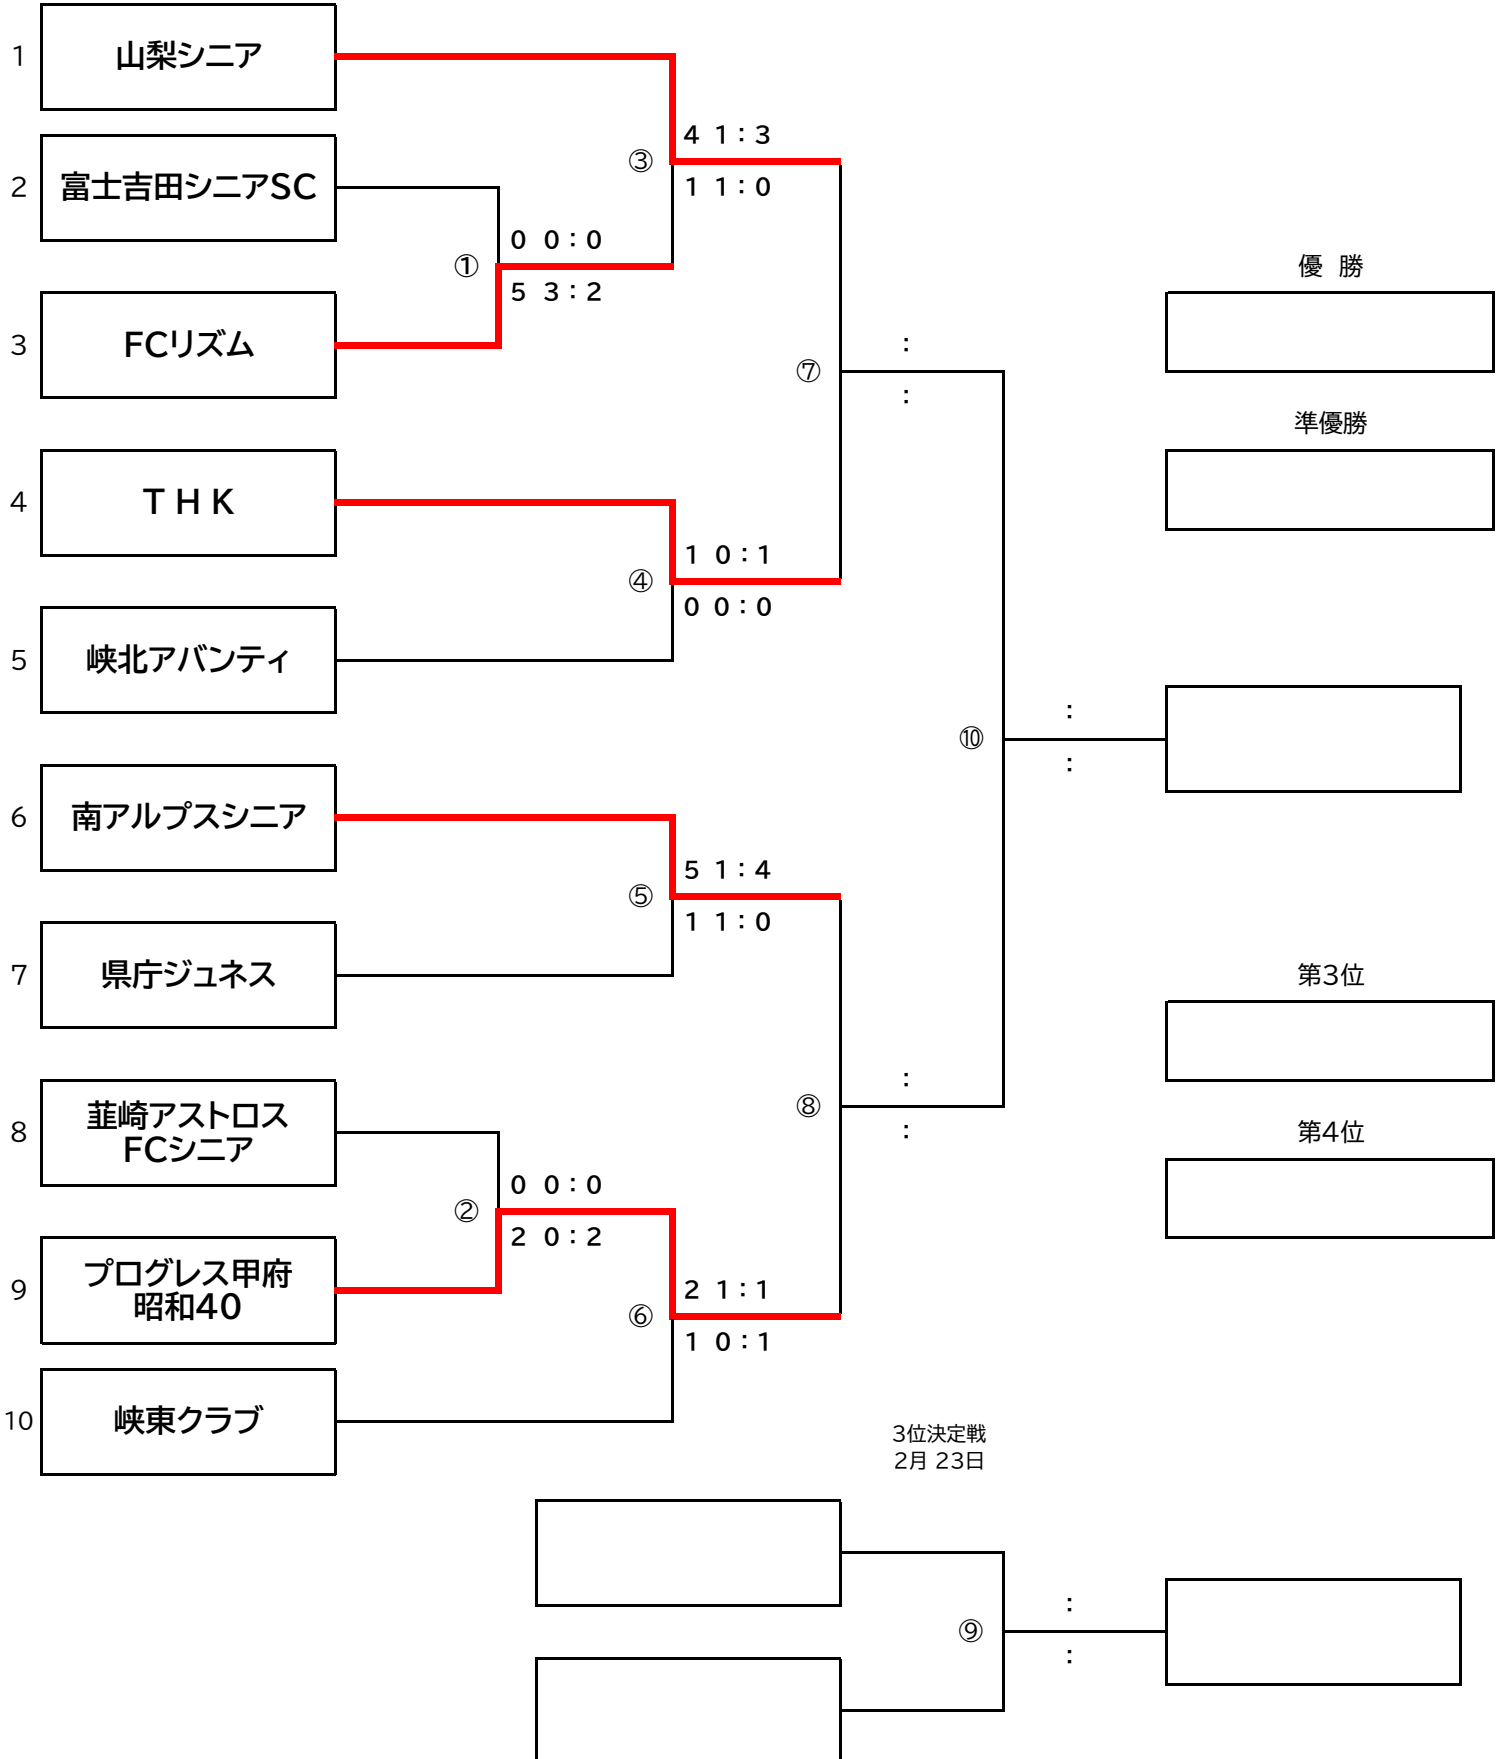 1
山梨シニア
2
富士吉田シニアSC
3
FCリズム
4
T H K
5
峡北アバンティ
6
南アルプスシニア
7
県庁ジュネス
8
韮崎アストロス
FCシニア
9
プログレス甲府
昭和40
10
峡東クラブ
①
0 0:0
5 3:2
②
0 0:0
2 0:2
③
4 1:3
1 1:0
④
1 0:1
0 0:0
⑤
5 1:4
1 1:0
⑥
2 1:1
1 0:1
⑦
:
:
⑧
:
:
⑩
:
:
優 勝
準優勝
第3位
第4位
3位決定戦
2月 23日
⑨
:
: